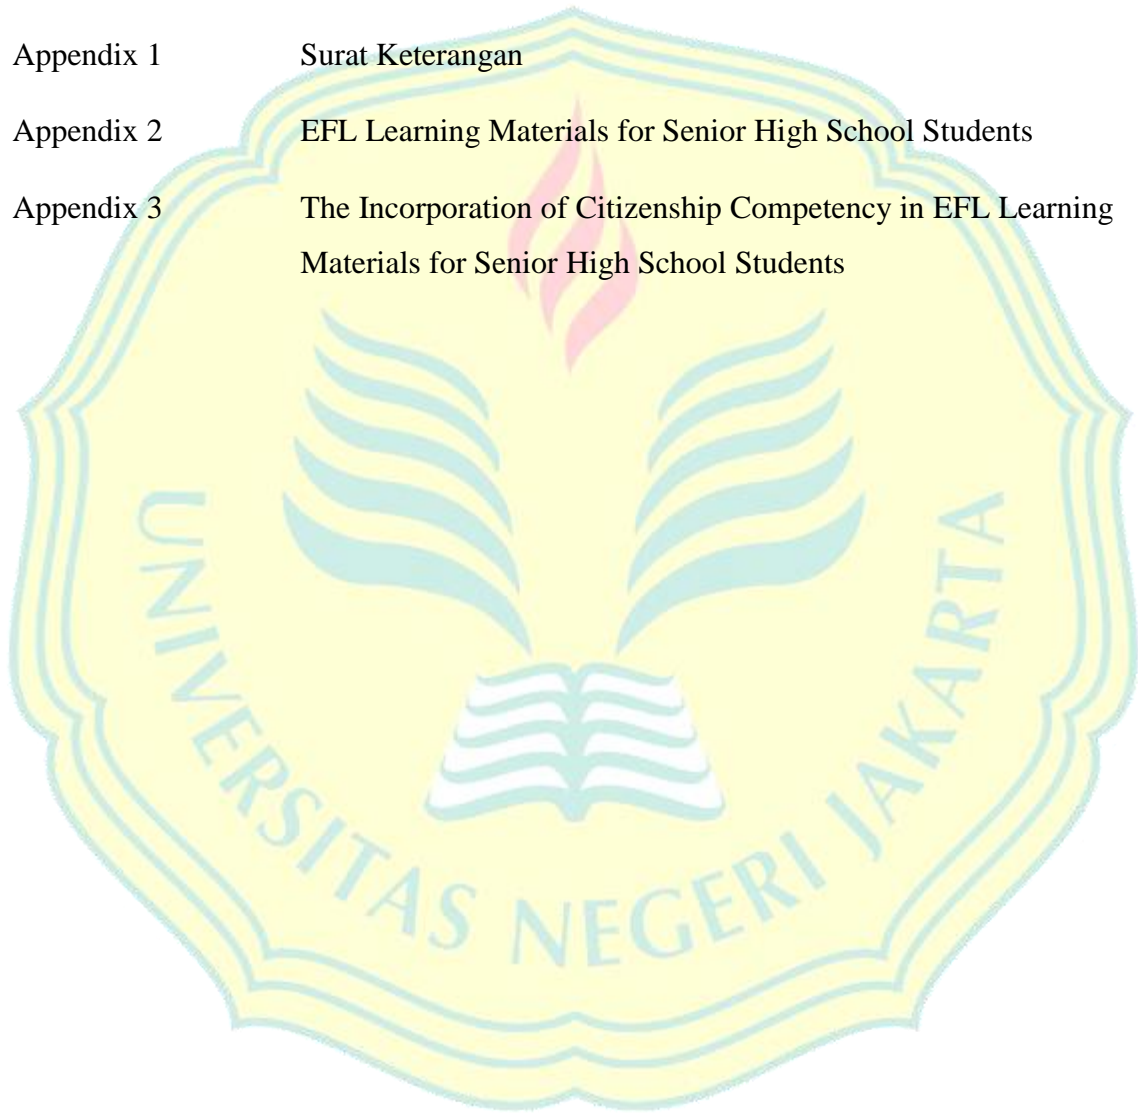 Appendix 1 Surat Keterangan
Appendix 2 EFL Learning Materials for Senior High School Students
Appendix 3 The Incorporation of Citizenship Competency in EFL Learning
Materials for Senior High School Students
UNIVERSITAS NEGERI JAKARTA